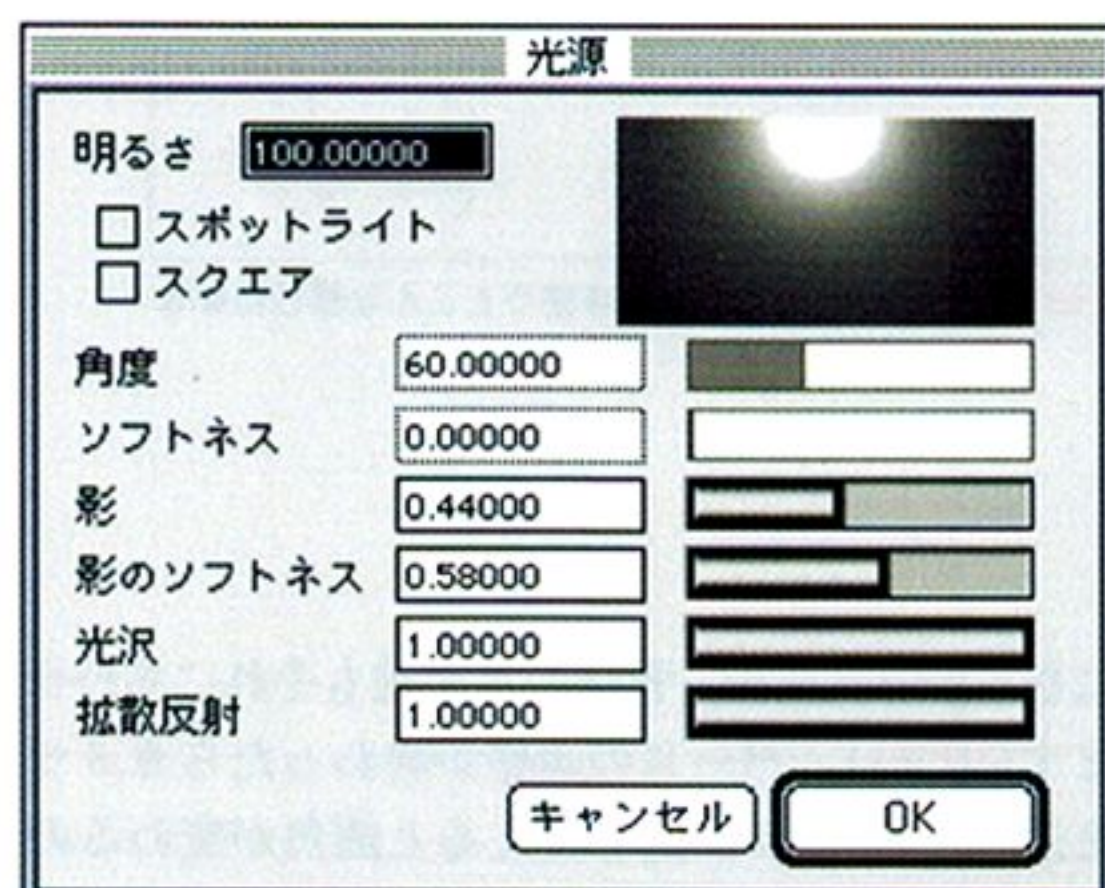 光源
明るさ 100.00000
スポットライト
スクエア
角度 60.00000
ソフトネス 0.00000
影 0.44000
影のソフトネス 0.58000
光沢 1.00000
拡散反射 1.00000
キャンセル OK